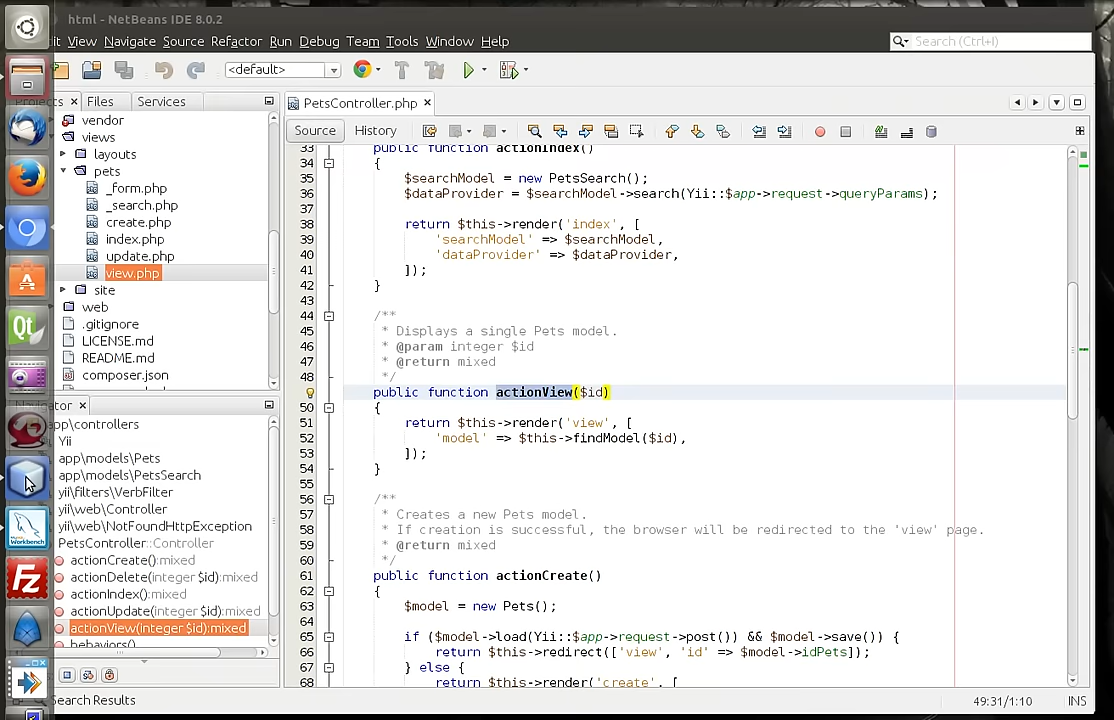 html - NetBeans IDE 8.0.2
it View Navigate Source Refactor Run Debug Team Tools Window Help
Search (Ctrl+I)
<default>
Projects Files Services
vendor
views
layouts
pets
_form.php
_search.php
create.php
index.php
update.php
view.php
site
web
.gitignore
LICENSE.md
README.md
composer.json
Navigator
app\controllers
Yii
app\models\Pets
app\models\PetsSearch
yii\filters\VerbFilter
yii\web\Controller
yii\web\NotFoundHttpException
PetsController::Controller
actionCreate():mixed
actionDelete(integer $id):mixed
actionIndex():mixed
actionUpdate(integer $id):mixed
actionView(integer $id):mixed
behaviors()
Search Results
PetsController.php
Source History
33 public function actionIndex()
34 {
35 $searchModel = new PetsSearch();
36 $dataProvider = $searchModel->search(Yii::$app->request->queryParams);
37
38 return $this->render('index', [
39 'searchModel' => $searchModel,
40 'dataProvider' => $dataProvider,
41 ]);
42 }
43
44 /**
45 * Displays a single Pets model.
46 * @param integer $id
47 * @return mixed
48 */
public function actionView($id)
50 {
51 return $this->render('view', [
52 'model' => $this->findModel($id),
53 ]);
54 }
55
56 /**
57 * Creates a new Pets model.
58 * If creation is successful, the browser will be redirected to the 'view' page.
59 * @return mixed
60 */
61 public function actionCreate()
62 {
63 $model = new Pets();
64
65 if ($model->load(Yii::$app->request->post()) && $model->save()) {
66 return $this->redirect(['view', 'id' => $model->idPets]);
67 } else {
68 return $this->render('create', [
49:31/1:10 INS
Qt
MySQL
Workbench
Fz